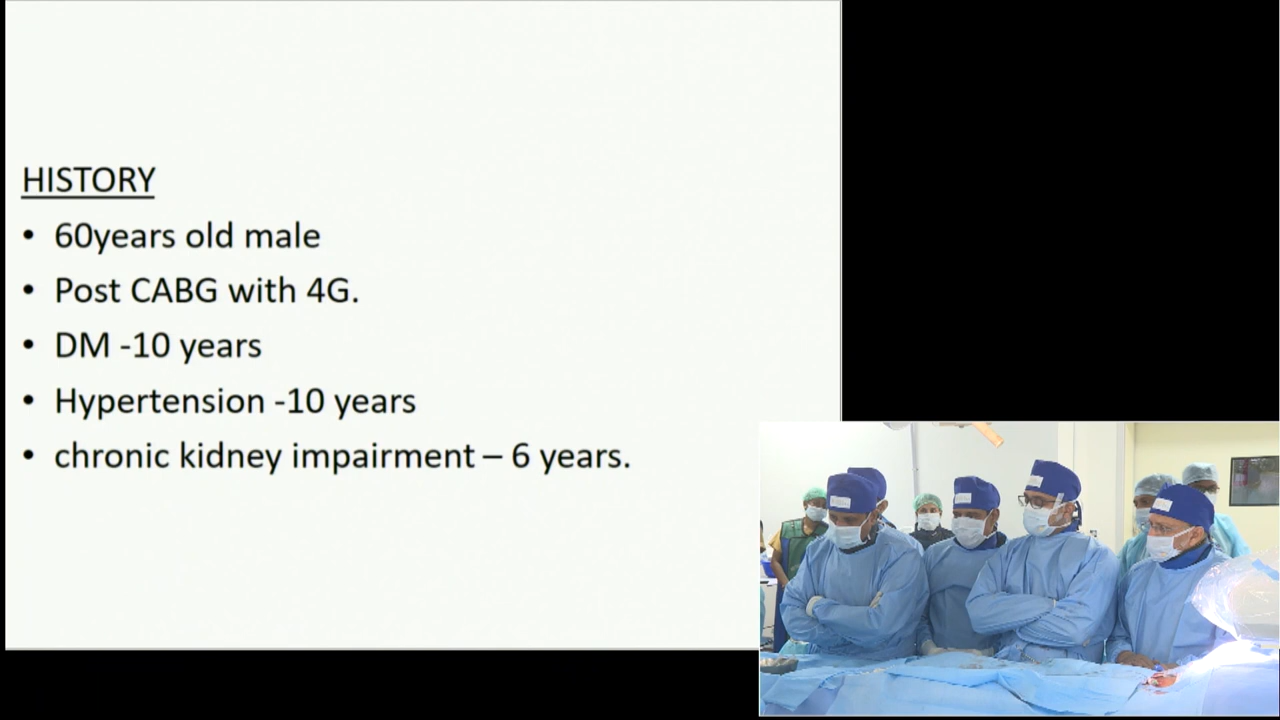 HISTORY
• 60years old male
• Post CABG with 4G.
• DM -10 years
• Hypertension -10 years
• chronic kidney impairment – 6 years.